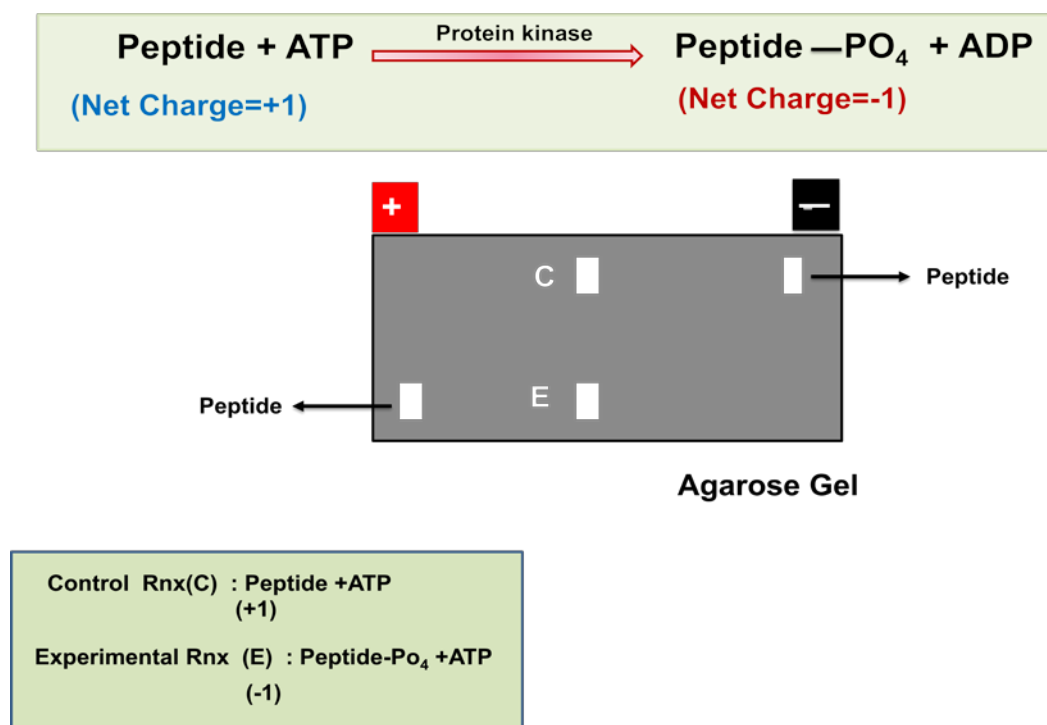 Protein kinase
Peptide + ATP Peptide —PO₄ + ADP
(Net Charge=+1) (Net Charge=-1)
+ −
C Peptide
Peptide E
Agarose Gel
Control Rnx(C) : Peptide +ATP
(+1)
Experimental Rnx (E) : Peptide-Po₄ +ATP
(-1)